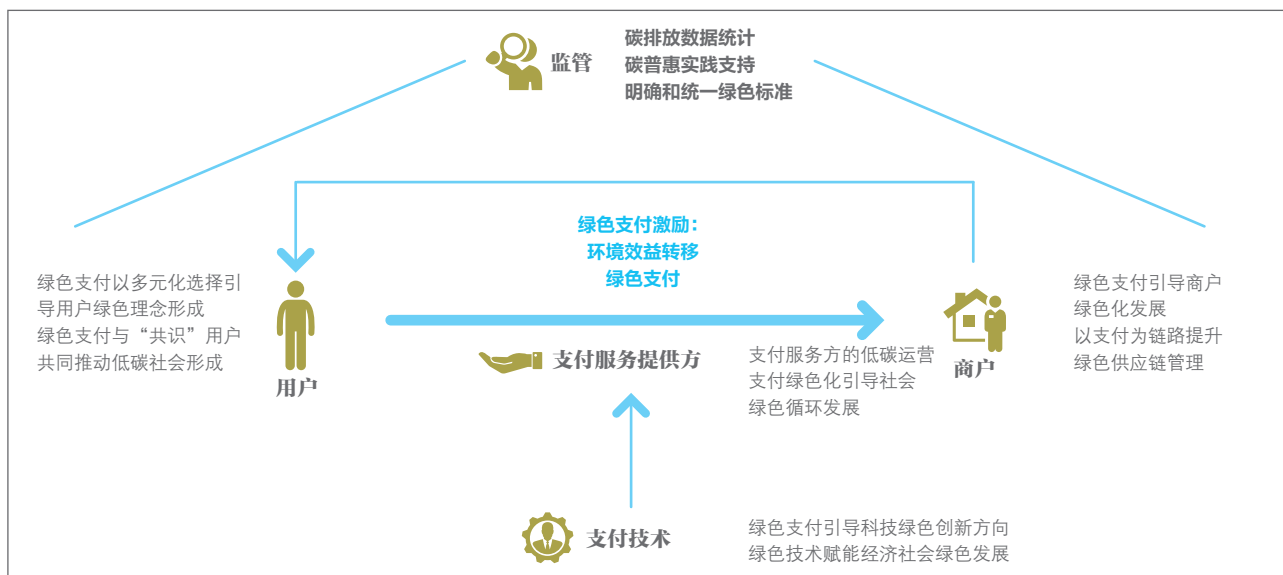 监管
碳排放数据统计
碳普惠实践支持
明确和统一绿色标准
绿色支付激励：
环境效益转移
绿色支付
绿色支付以多元化选择引
导用户绿色理念形成
绿色支付与“共识”用户
共同推动低碳社会形成
用户
支付服务提供方
支付服务方的低碳运营
支付绿色化引导社会
绿色循环发展
商户
绿色支付引导商户
绿色化发展
以支付为链路提升
绿色供应链管理
支付技术
绿色支付引导科技绿色创新方向
绿色技术赋能经济社会绿色发展